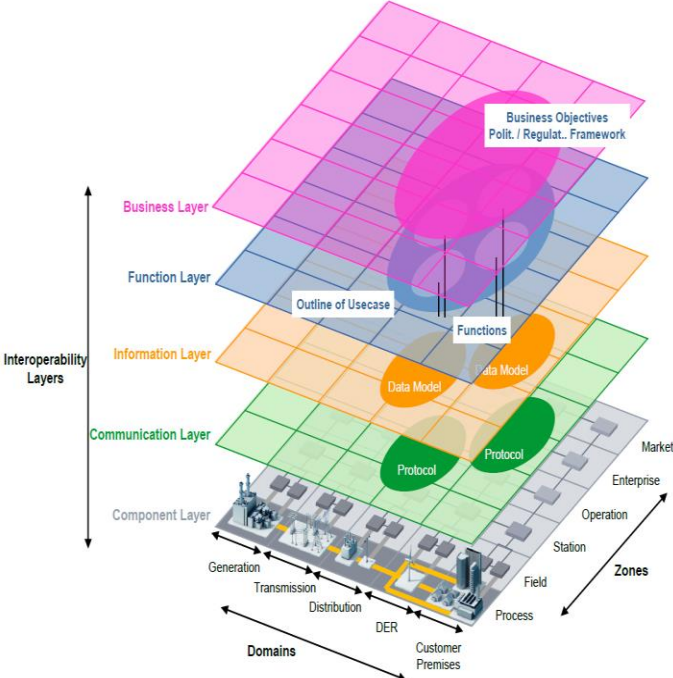 Business Objectives
Polit. / Regulat.. Framework
Business Layer
Function Layer
Outline of Usecase
Functions
Interoperability
Layers
Information Layer
Data Model
Data Model
Communication Layer
Protocol
Protocol
Component Layer
Market
Enterprise
Operation
Station
Field
Process
Zones
Generation
Transmission
Distribution
DER
Customer
Premises
Domains